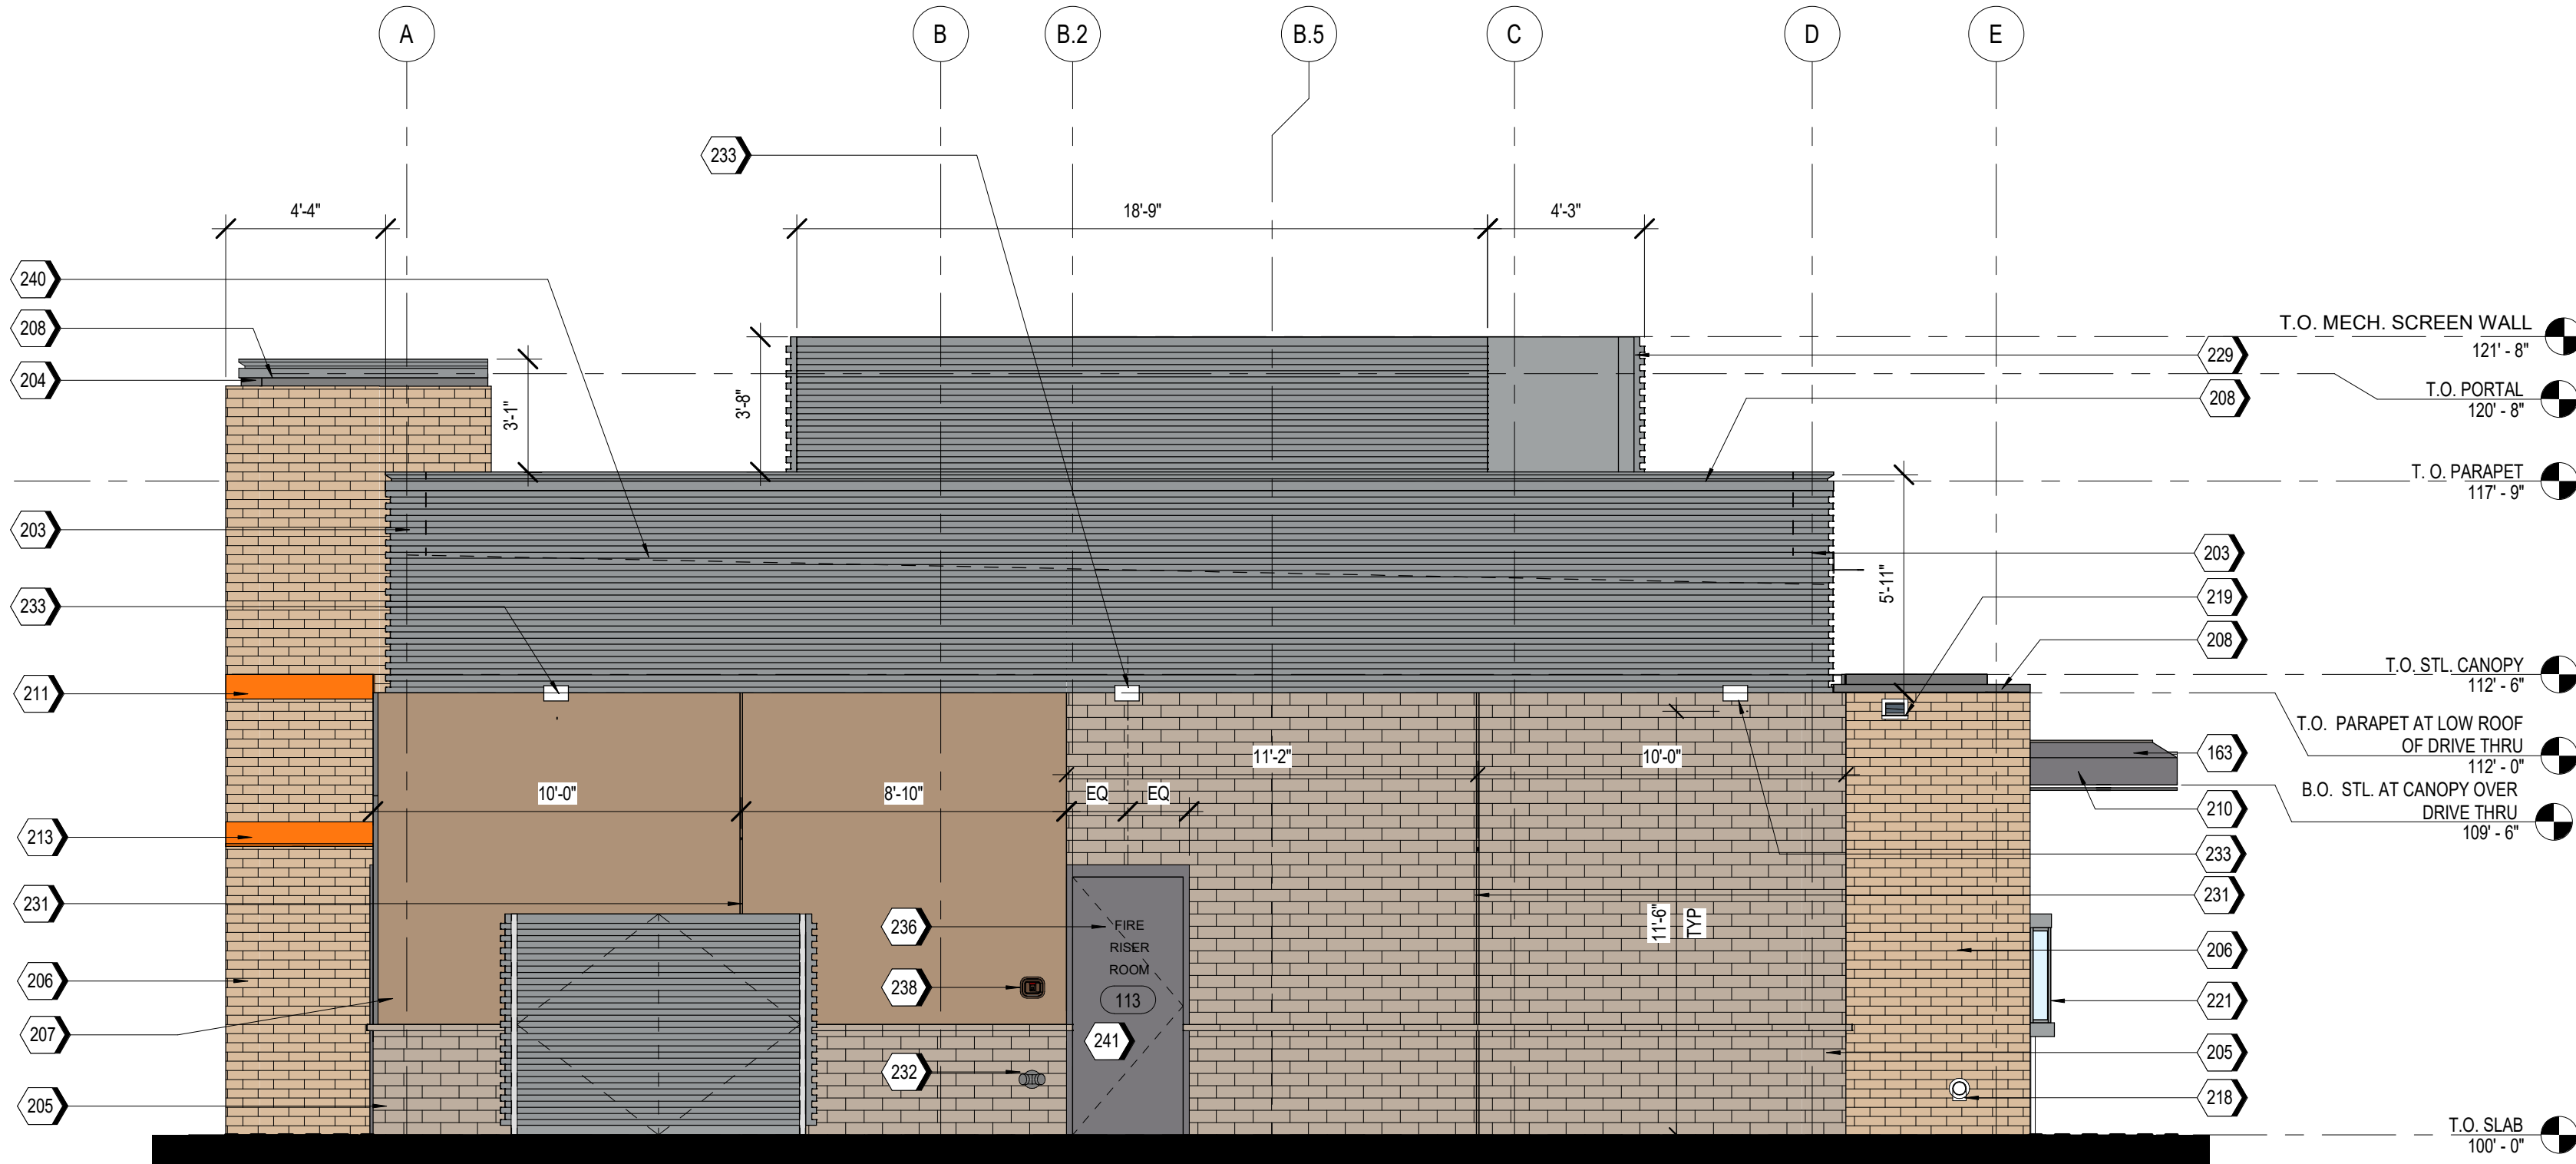 A
B
B.2
B.5
C
D
E
233
4'-4"
18'-9"
4'-3"
240
208
204
3'-1"
3'-8"
T.O. MECH. SCREEN WALL
121' - 8"
229
T.O. PORTAL
120' - 8"
208
T. O. PARAPET
117' - 9"
203
203
5'-11"
219
233
208
T.O. STL. CANOPY
112' - 6"
211
T.O. PARAPET AT LOW ROOF
OF DRIVE THRU
112' - 0"
163
11'-2"
10'-0"
10'-0"
8'-10"
EQ
EQ
B.O. STL. AT CANOPY OVER
DRIVE THRU
109' - 6"
210
213
233
231
231
11'-6"
TYP
236
FIRE
RISER
ROOM
113
206
206
238
221
207
241
205
232
205
218
T.O. SLAB
100' - 0"